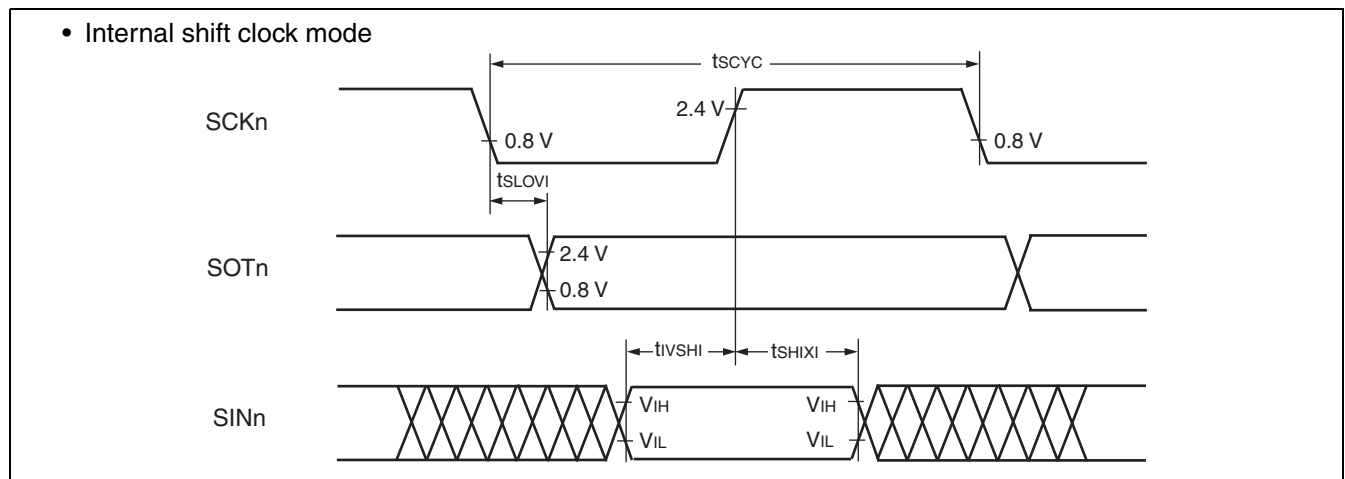 • Internal shift clock mode
tSCYC
SCKn
2.4 V
0.8 V
0.8 V
tSLOVI
SOTn
2.4 V
0.8 V
tIVSHI
tSHIXI
SINn
VIH
VIH
VIL
VIL